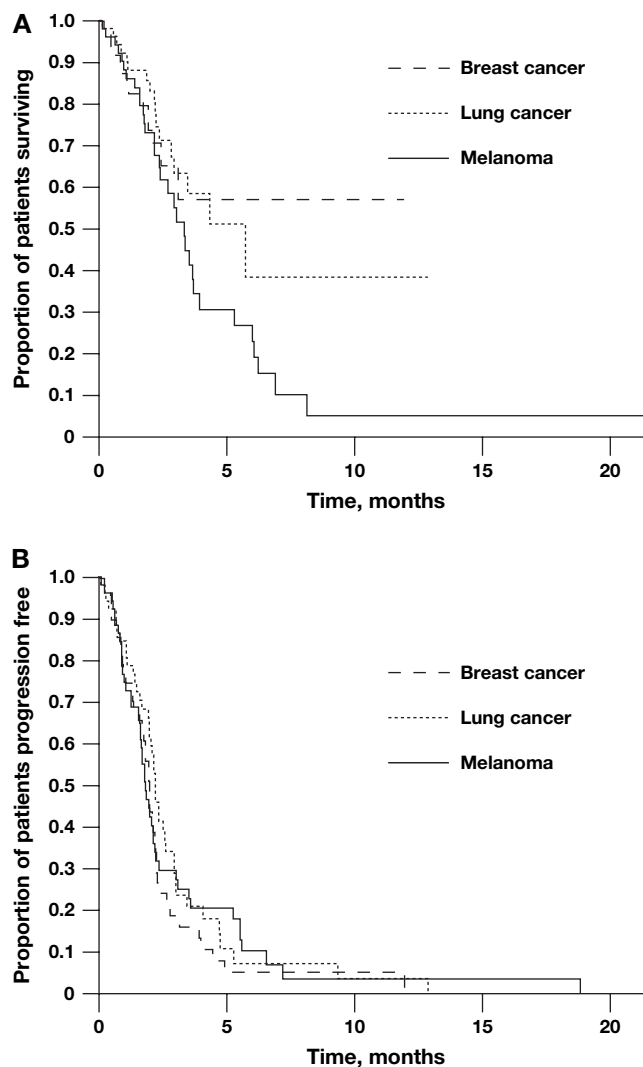 A
1.0
0.9
0.8
0.7
0.6
0.5
0.4
0.3
0.2
0.1
0
Proportion of patients surviving
Breast cancer
Lung cancer
Melanoma
0 5 10 15 20
Time, months
B
1.0
0.9
0.8
0.7
0.6
0.5
0.4
0.3
0.2
0.1
0
Proportion of patients progression free
Breast cancer
Lung cancer
Melanoma
0 5 10 15 20
Time, months